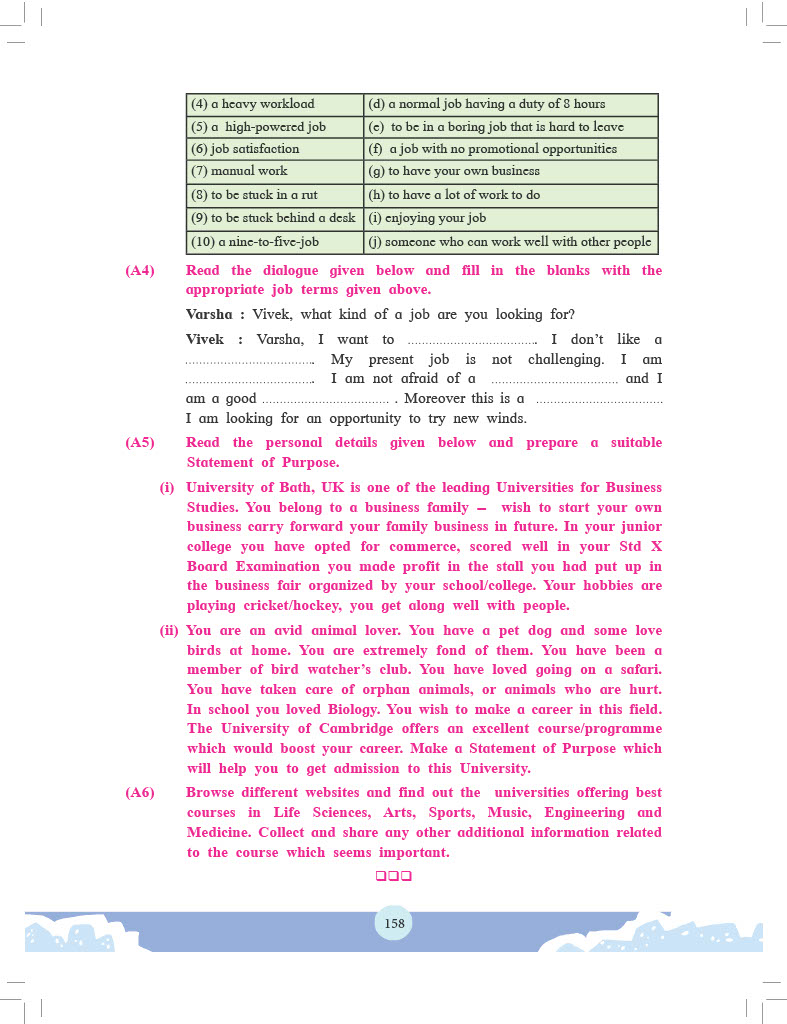 (4) a heavy workload (d) a normal job having a duty of 8 hours
(5) a high-powered job (e) to be in a boring job that is hard to leave
(6) job satisfaction (f) a job with no promotional opportunities
(7) manual work (g) to have your own business
(8) to be stuck in a rut (h) to have a lot of work to do
(9) to be stuck behind a desk (i) enjoying your job
(10) a nine-to-five-job (j) someone who can work well with other people
(A4) Read the dialogue given below and fill in the blanks with the
appropriate job terms given above.
Varsha : Vivek, what kind of a job are you looking for?
Vivek : Varsha, I want to ..................................... I don’t like a
..................................... My present job is not challenging. I am
..................................... I am not afraid of a .................................... and I
am a good .................................... . Moreover this is a ....................................
I am looking for an opportunity to try new winds.
(A5) Read the personal details given below and prepare a suitable
Statement of Purpose.
(i) University of Bath, UK is one of the leading Universities for Business
Studies. You belong to a business family – wish to start your own
business carry forward your family business in future. In your junior
college you have opted for commerce, scored well in your Std X
Board Examination you made profit in the stall you had put up in
the business fair organized by your school/college. Your hobbies are
playing cricket/hockey, you get along well with people.
(ii) You are an avid animal lover. You have a pet dog and some love
birds at home. You are extremely fond of them. You have been a
member of bird watcher’s club. You have loved going on a safari.
You have taken care of orphan animals, or animals who are hurt.
In school you loved Biology. You wish to make a career in this field.
The University of Cambridge offers an excellent course/programme
which would boost your career. Make a Statement of Purpose which
will help you to get admission to this University.
(A6) Browse different websites and find out the universities offering best
courses in Life Sciences, Arts, Sports, Music, Engineering and
Medicine. Collect and share any other additional information related
to the course which seems important.
❑❑❑
158